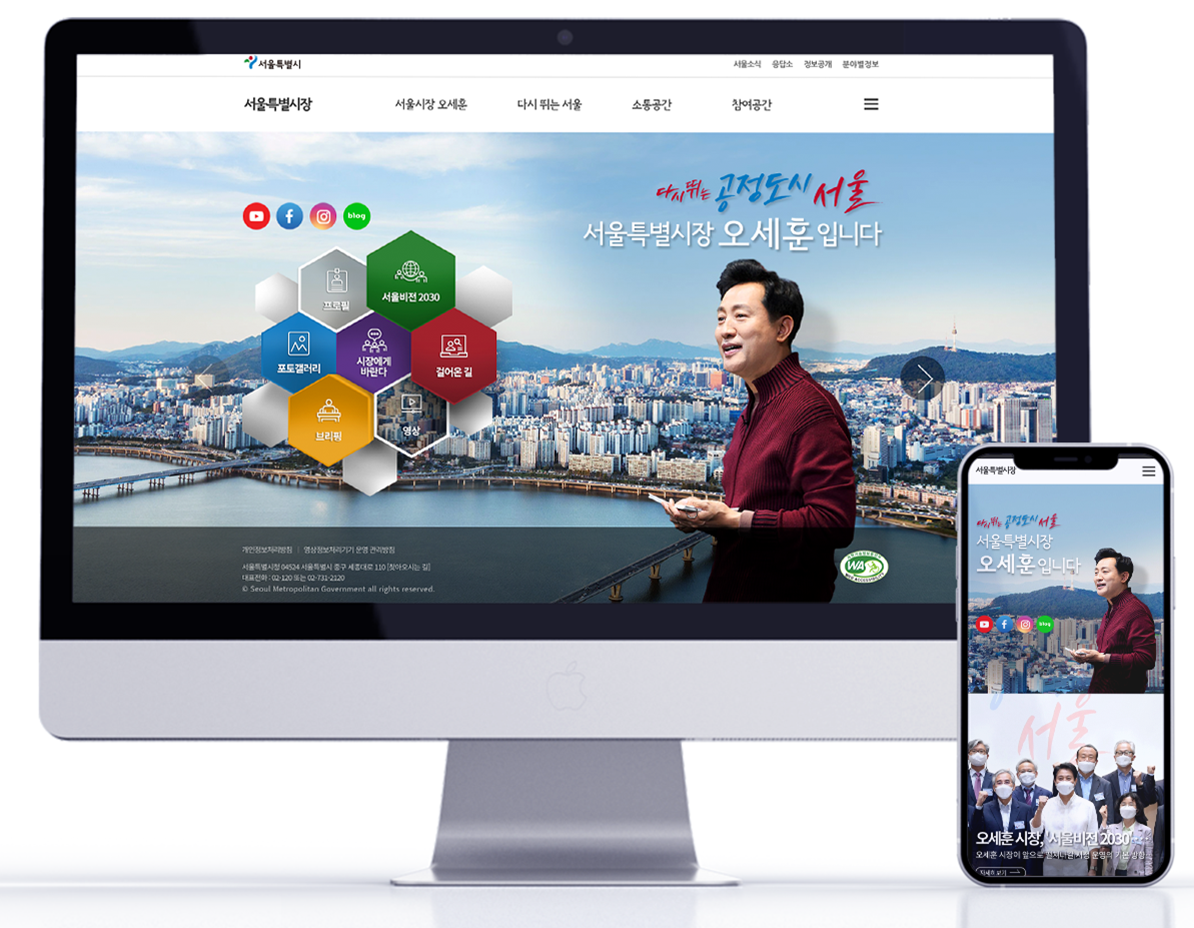 서울특별시
서울소식 응답소 정보공개 분야별정보
서울특별시장 서울시장 오세훈 다시 뛰는 서울 소통공간 참여공간
다시 뛰는 공정도시 서울
서울특별시장 오세훈입니다
blog
프로필
서울비전 2030
포토갤러리
시장에게
바란다
걸어온 길
브리핑
영상
개인정보처리방침 | 영상정보처리기기 운영 관리방침
서울특별시청 04524 서울특별시 중구 세종대로 110 [찾아오시는 길]
대표전화 : 02-120 또는 02-731-2120
© Seoul Metropolitan Government all rights reserved.
WA
서울특별시장
다시 뛰는 공정도시 서울
서울특별시장
오세훈입니다
blog
서울
오세훈 시장, '서울비전 2030'…
오세훈 시장이 앞으로 펼쳐나갈 시정 운영의 기본 방향…
자세히 보기